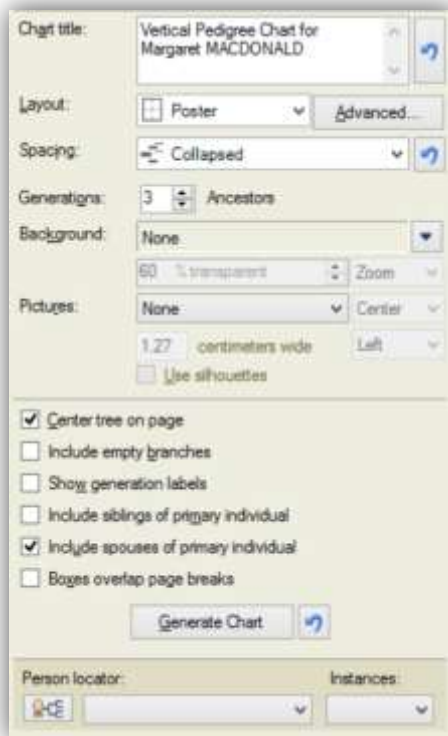 Chart title: Vertical Pedigree Chart for
Margaret MACDONALD
Layout: Poster Advanced...
Spacing: Collapsed
Generations: 3 Ancestors
Background: None
60 % transparent Zoom
Pictures: None Center
1.27 centimeters wide Left
Use silhouettes
Center tree on page
Include empty branches
Show generation labels
Include siblings of primary individual
Include spouses of primary individual
Boxes overlap page breaks
Generate Chart
Person locator: Instances: